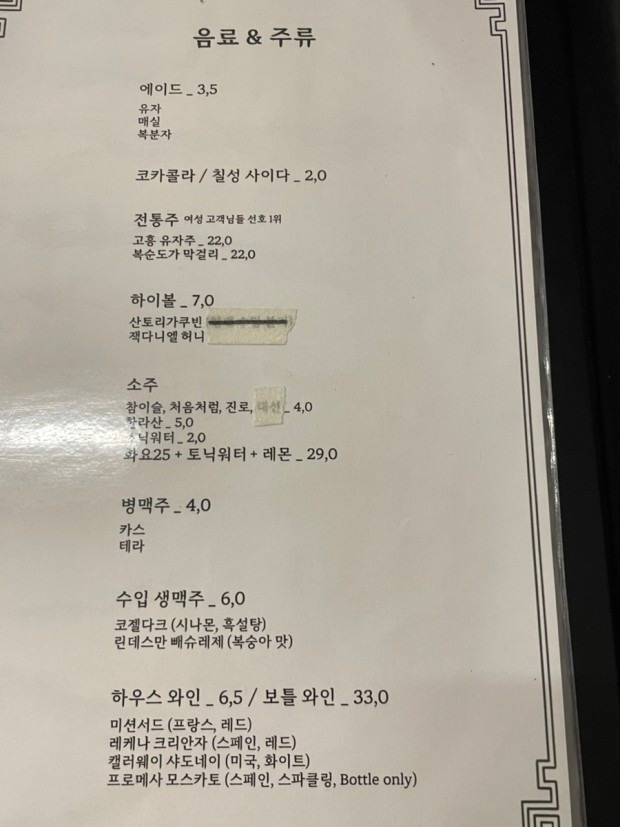 음료 & 주류
에이드 _ 3,5
유자
매실
복분자
코카콜라 / 칠성 사이다 _ 2,0
전통주 여성 고객님들 선호 1위
고흥 유자주 _ 22,0
복순도가 막걸리 _ 22,0
하이볼 _ 7,0
산토리가쿠빈
잭다니엘 허니
소주
참이슬, 처음처럼, 진로, 대선 _ 4,0
한라산 _ 5,0
토닉워터 _ 2,0
화요25 + 토닉워터 + 레몬 _ 29,0
병맥주 _ 4,0
카스
테라
수입 생맥주 _ 6,0
코젤다크 (시나몬, 흑설탕)
린데스만 빼슈레제 (복숭아 맛)
하우스 와인 _ 6,5 / 보틀 와인 _ 33,0
미션서드 (프랑스, 레드)
레케나 크리안자 (스페인, 레드)
캘러웨이 샤도네이 (미국, 화이트)
프로메사 모스카토 (스페인, 스파클링, Bottle only)